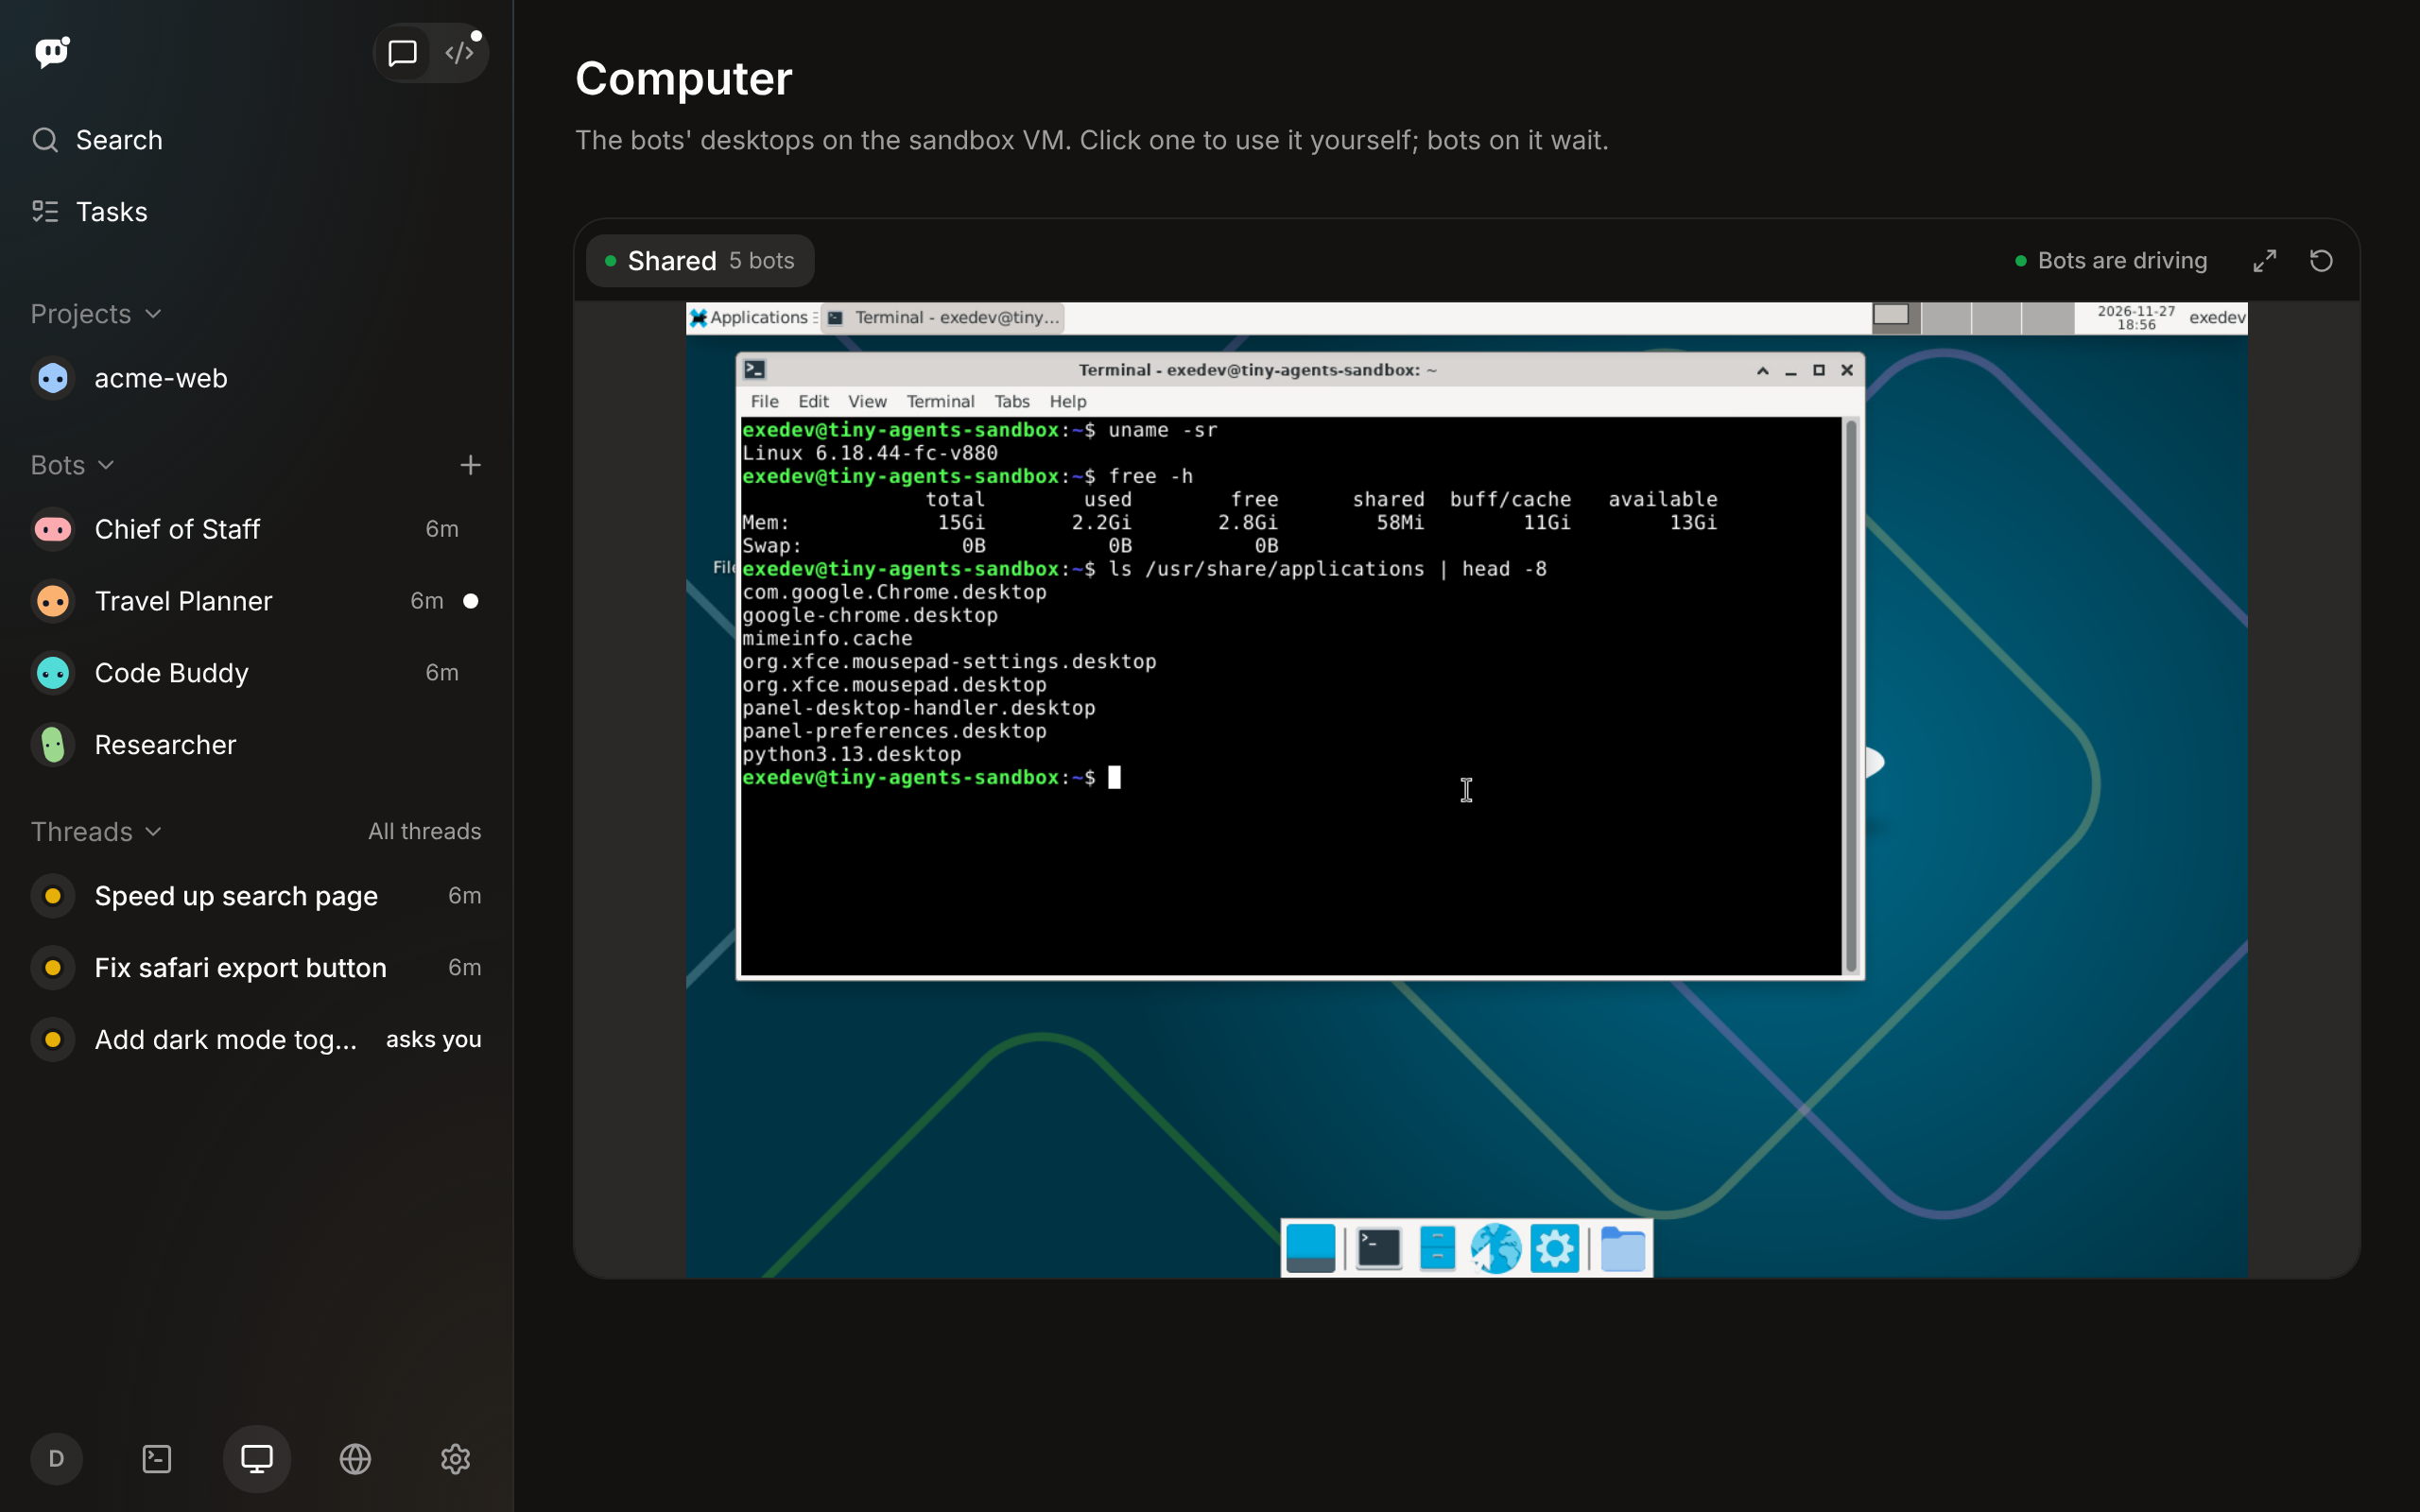 Search
Tasks
Projects
acme-web
Bots
Chief of Staff 6m
Travel Planner 6m
Code Buddy 6m
Researcher
Threads All threads
Speed up search page 6m
Fix safari export button 6m
Add dark mode tog... asks you
D
Computer
The bots' desktops on the sandbox VM. Click one to use it yourself; bots on it wait.
Shared 5 bots
Bots are driving
Applications Terminal - exedev@tiny...
2026-11-27
18:56
exedev
Terminal - exedev@tiny-agents-sandbox: ~
File Edit View Terminal Tabs Help
exedev@tiny-agents-sandbox:~$ uname -sr
Linux 6.18.44-fc-v880
exedev@tiny-agents-sandbox:~$ free -h
total used free shared buff/cache available
Mem: 15Gi 2.2Gi 2.8Gi 58Mi 11Gi 13Gi
Swap: 0B 0B 0B
exedev@tiny-agents-sandbox:~$ ls /usr/share/applications | head -8
com.google.Chrome.desktop
google-chrome.desktop
mimeinfo.cache
org.xfce.mousepad-settings.desktop
org.xfce.mousepad.desktop
panel-desktop-handler.desktop
panel-preferences.desktop
python3.13.desktop
exedev@tiny-agents-sandbox:~$